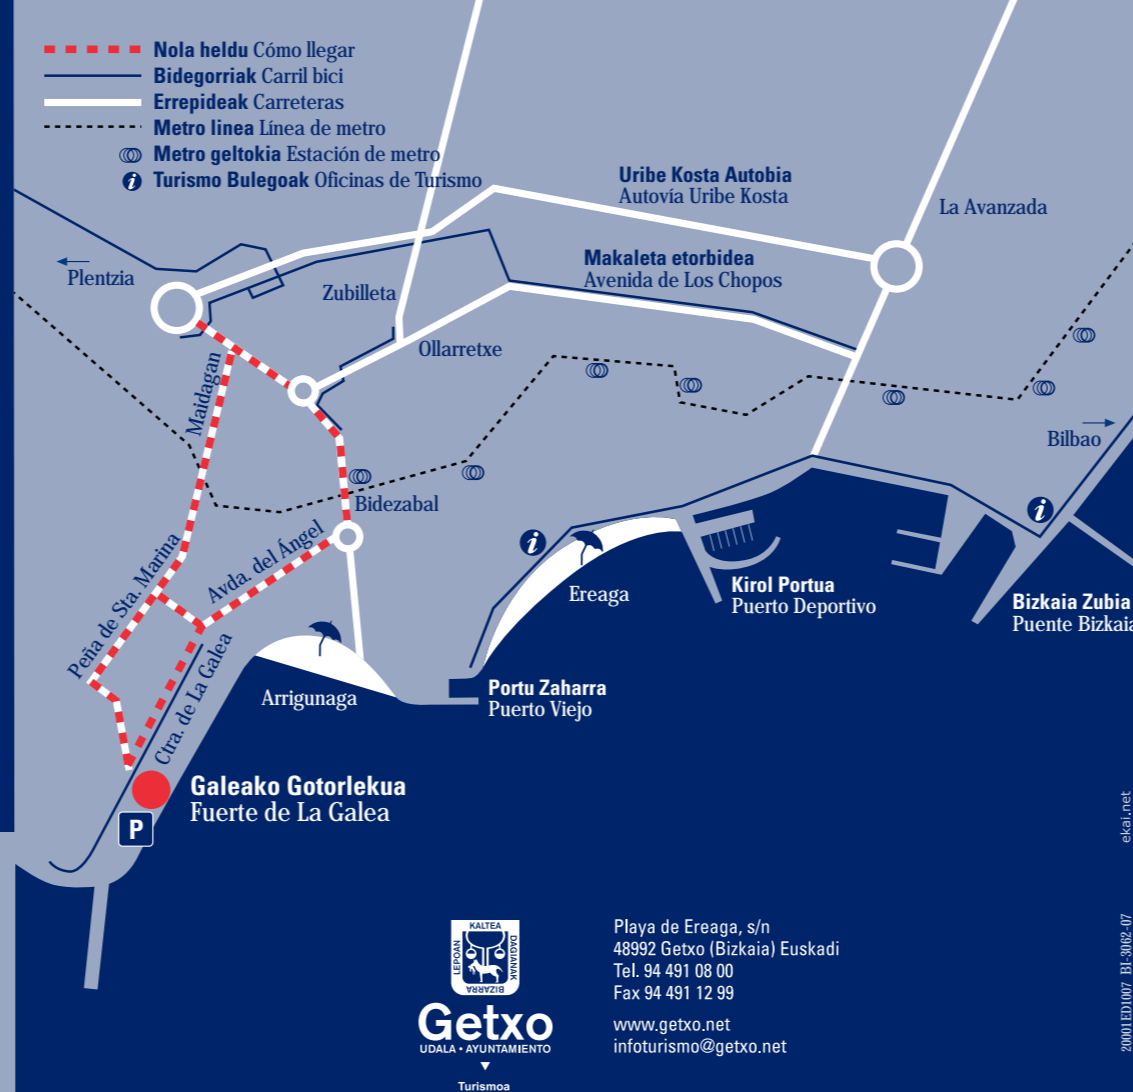 Nola heldu Cómo llegar
Bidegorriak Carril bici
Errepideak Carreteras
Metro linea Línea de metro
Metro geltokia Estación de metro
i Turismo Bulegoak Oficinas de Turismo
Uribe Kosta Autobia
Autovía Uribe Kosta
La Avanzada
Plentzia
Makaleta etorbidea
Avenida de Los Chopos
Zubilleta
Ollarretxe
Maidagan
Bilbao
Bidezabal
i
i
Avda. del Ángel
Peña de Sta. Marina
Ereaga
Kirol Portua
Puerto Deportivo
Bizkaia Zubia
Puente Bizkaia
Ctra. de La Galea
Arrigunaga
Portu Zaharra
Puerto Viejo
Galeako Gotorlekua
Fuerte de La Galea
P
ekai.net
20001ED1007 BI-3062-07
KALTEA
LEPOAN
DAGIANAK
BIZARRA
Getxo
UDALA • AYUNTAMIENTO
Turismoa
Playa de Ereaga, s/n
48992 Getxo (Bizkaia) Euskadi
Tel. 94 491 08 00
Fax 94 491 12 99
www.getxo.net
infoturismo@getxo.net